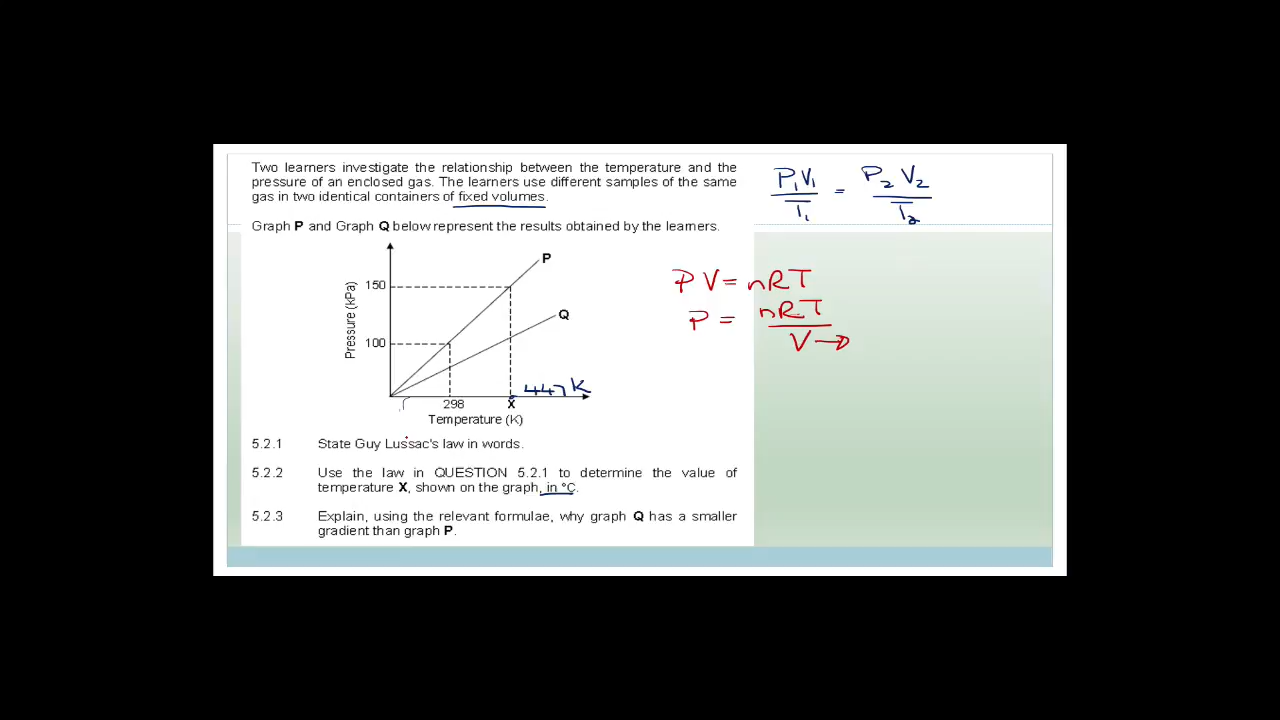 Two learners investigate the relationship between the temperature and the
pressure of an enclosed gas. The learners use different samples of the same
gas in two identical containers of fixed volumes.
Graph P and Graph Q below represent the results obtained by the learners.
P₁V₁ / T₁ = P₂ V₂ / T₂
PV = nRT
P = nRT / V →
Pressure (kPa)
150
100
P
Q
298
X = 447 K
Temperature (K)
5.2.1 State Guy Lussac's law in words.
5.2.2 Use the law in QUESTION 5.2.1 to determine the value of
temperature X, shown on the graph, in °C.
5.2.3 Explain, using the relevant formulae, why graph Q has a smaller
gradient than graph P.